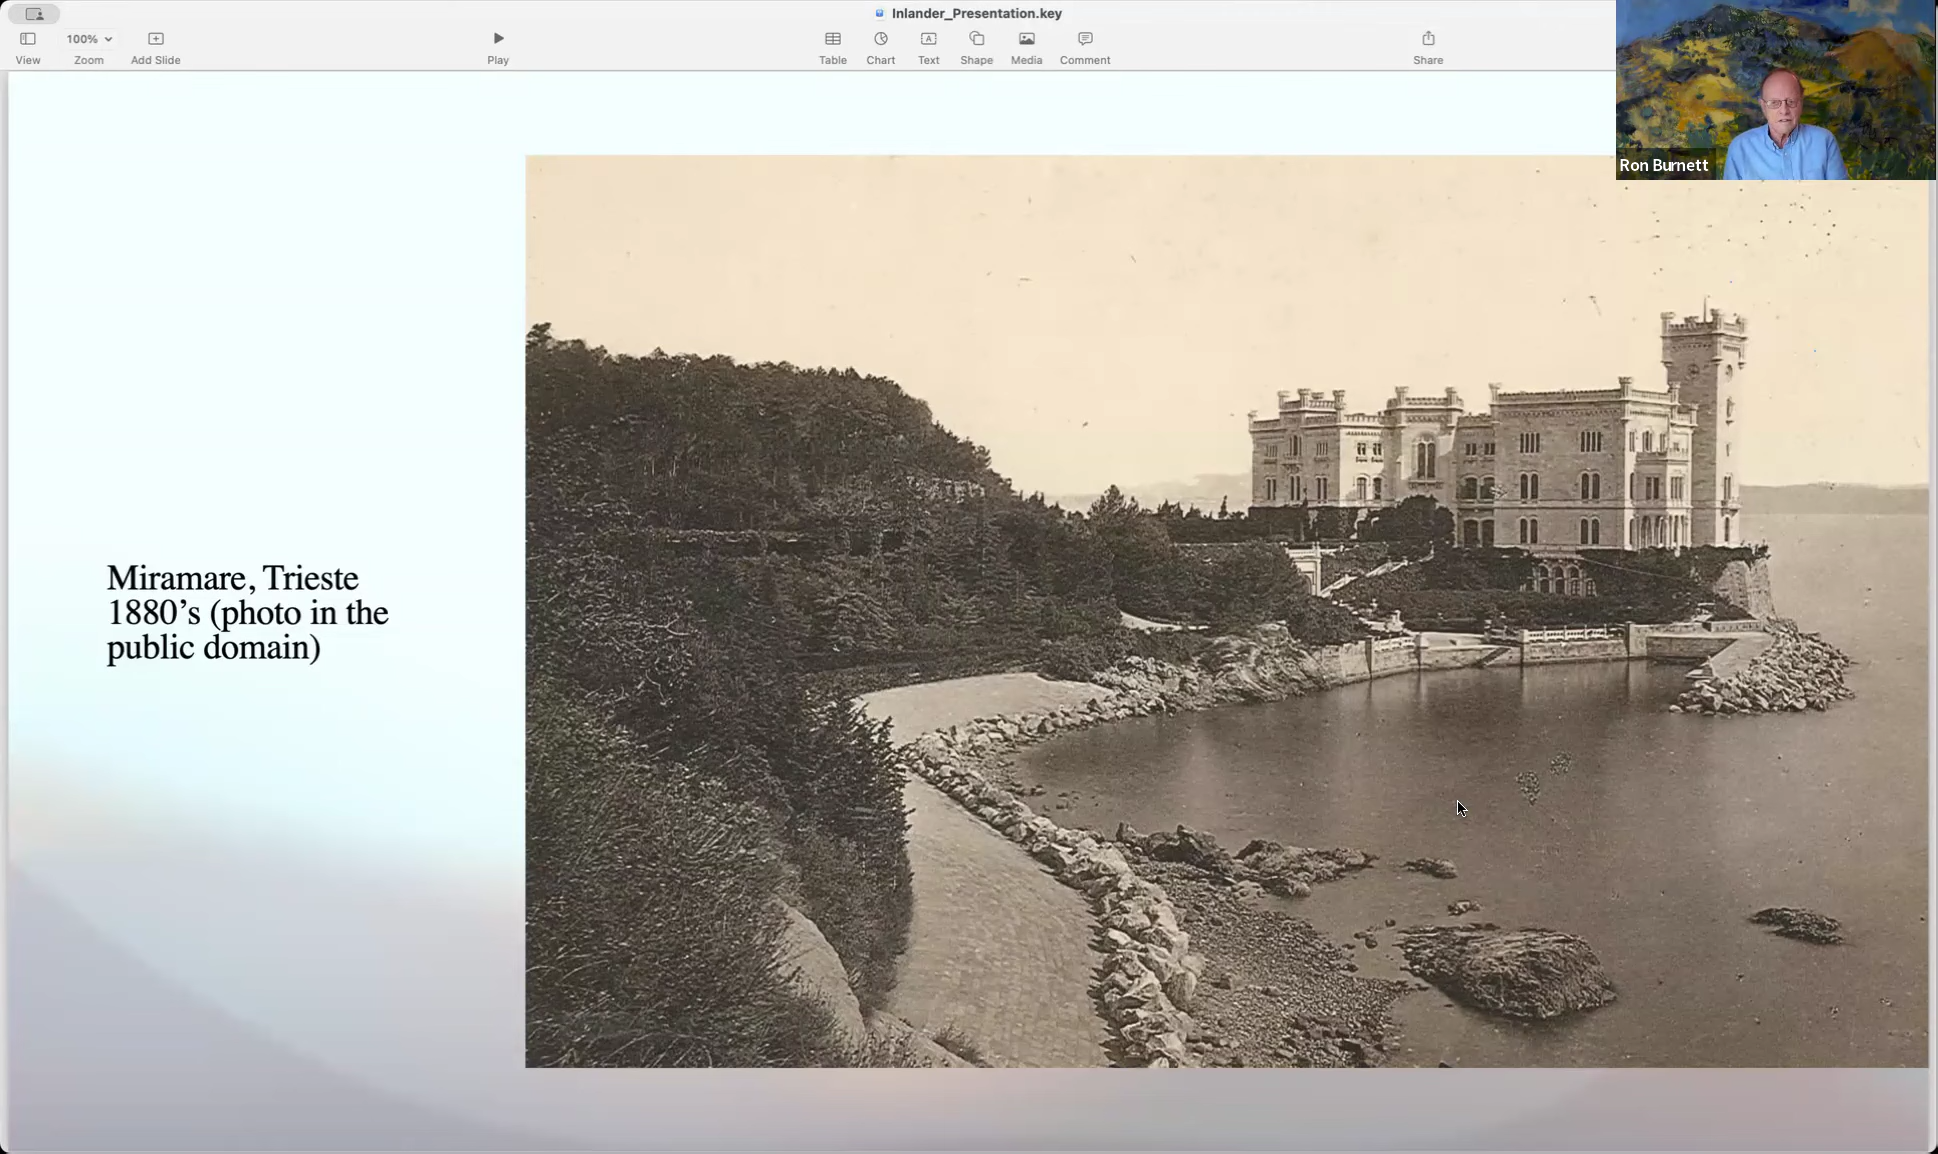 Inlander_Presentation.key
100%
View
Zoom
Add Slide
Play
Table
Chart
Text
Shape
Media
Comment
Share
Ron Burnett
Miramare, Trieste
1880’s (photo in the
public domain)